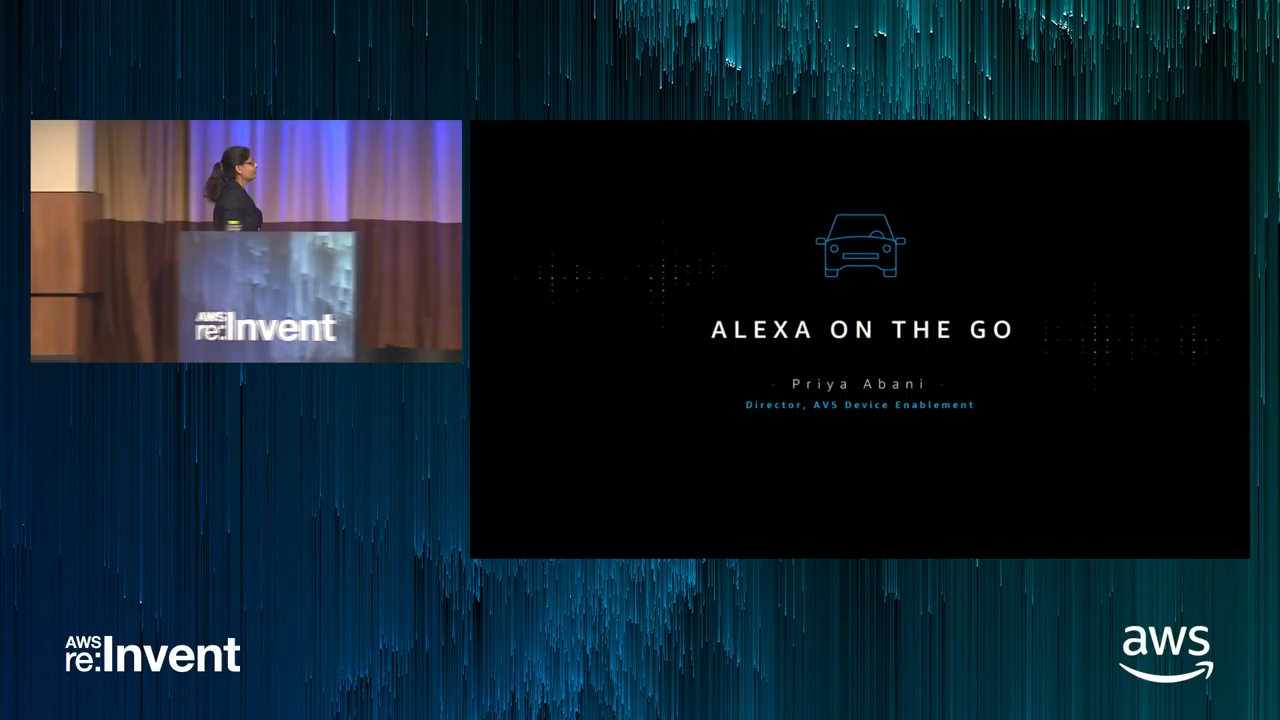 AWS
re:Invent
ALEXA ON THE GO
- Priya Abani -
Director, AVS Device Enablement
AWS
re:Invent
aws